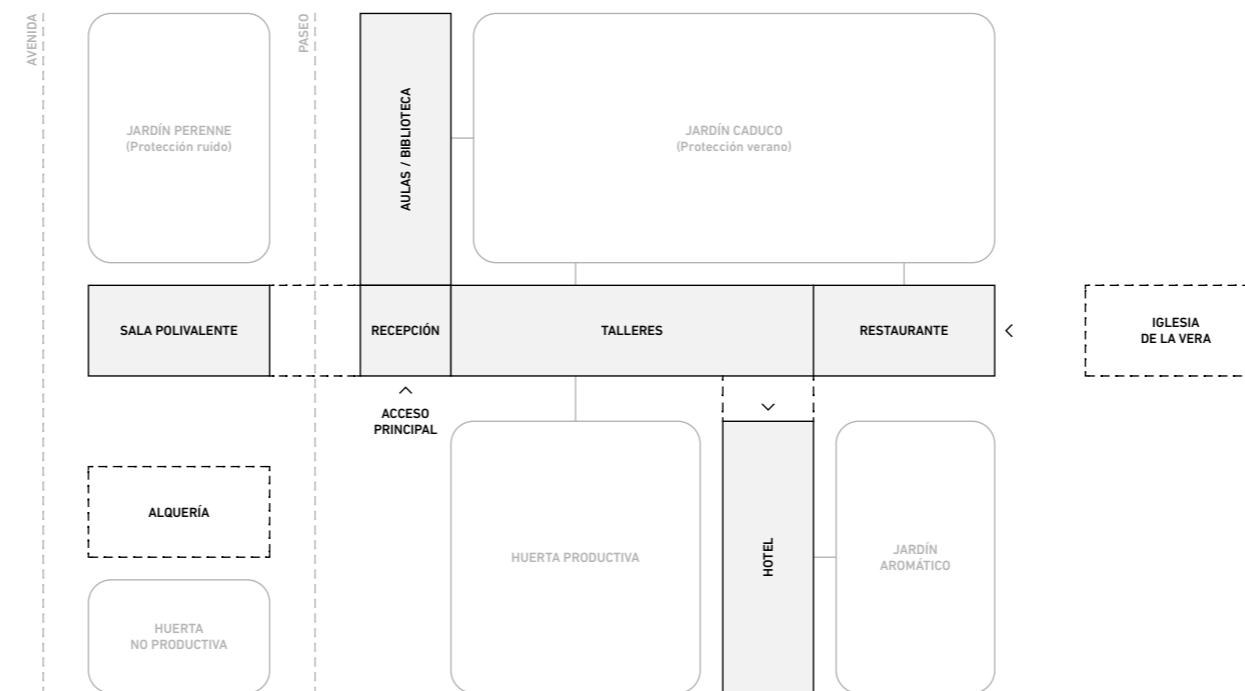 AVENIDA
PASEO
JARDÍN PERENNE
(Protección ruido)
AULAS / BIBLIOTECA
JARDÍN CADUCO
(Protección verano)
SALA POLIVALENTE
RECEPCIÓN
TALLERES
RESTAURANTE
IGLESIA
DE LA VERA
ACCESO
PRINCIPAL
ALQUERÍA
HUERTA PRODUCTIVA
HOTEL
JARDÍN
AROMÁTICO
HUERTA
NO PRODUCTIVA